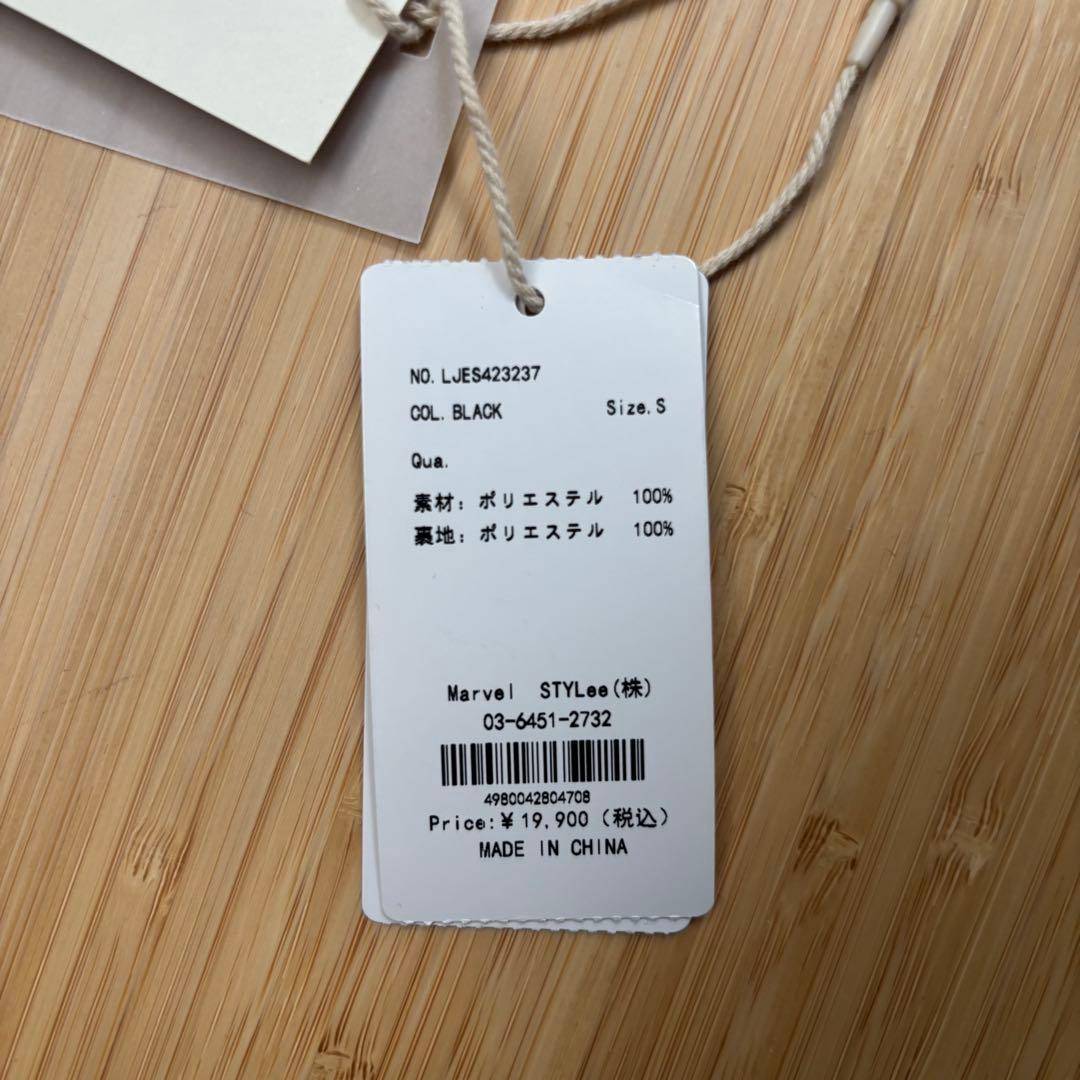 NO. LJES423237
COL. BLACK Size. S
Qua.
素材: ポリエステル 100%
裏地: ポリエステル 100%
Marvel STYLee(株)
03-6451-2732
4980042804708
Price:¥19,900(税込)
MADE IN CHINA